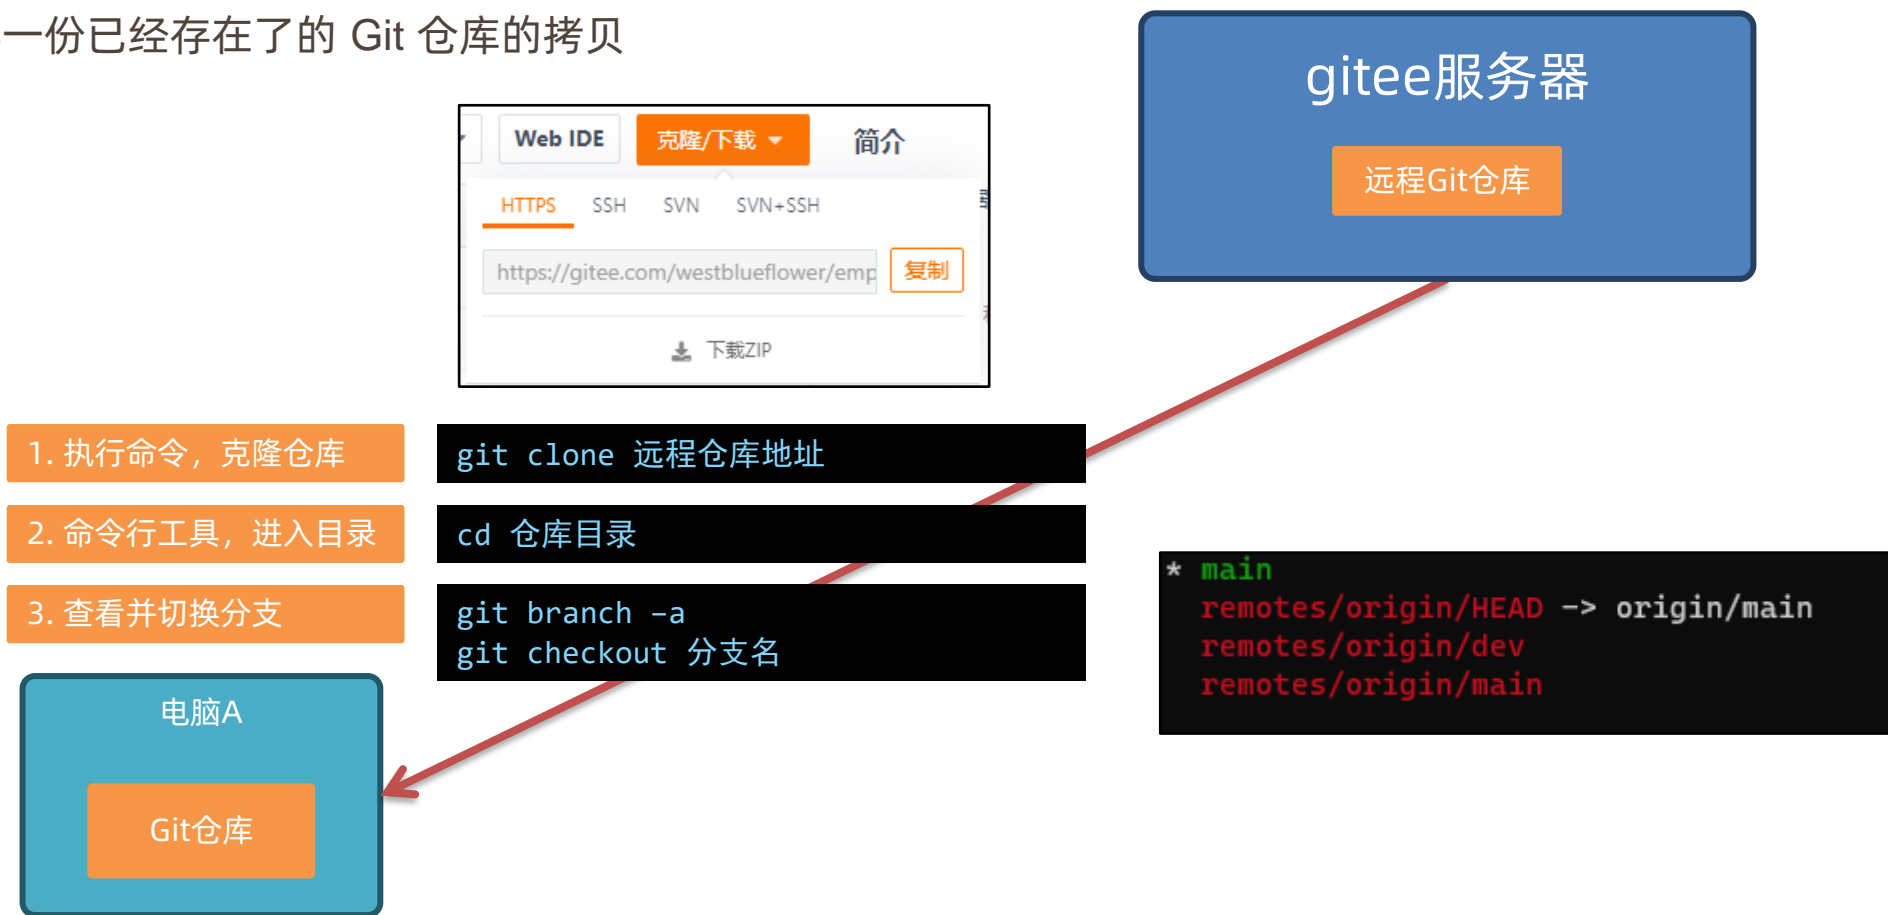 一份已经存在了的 Git 仓库的拷贝
gitee服务器
远程Git仓库
Web IDE
克隆/下载
简介
HTTPS SSH SVN SVN+SSH
https://gitee.com/westblueflower/emp
复制
下载ZIP
1. 执行命令，克隆仓库
git clone 远程仓库地址
2. 命令行工具，进入目录
cd 仓库目录
3. 查看并切换分支
git branch –a
git checkout 分支名
* main
remotes/origin/HEAD -> origin/main
remotes/origin/dev
remotes/origin/main
电脑A
Git仓库